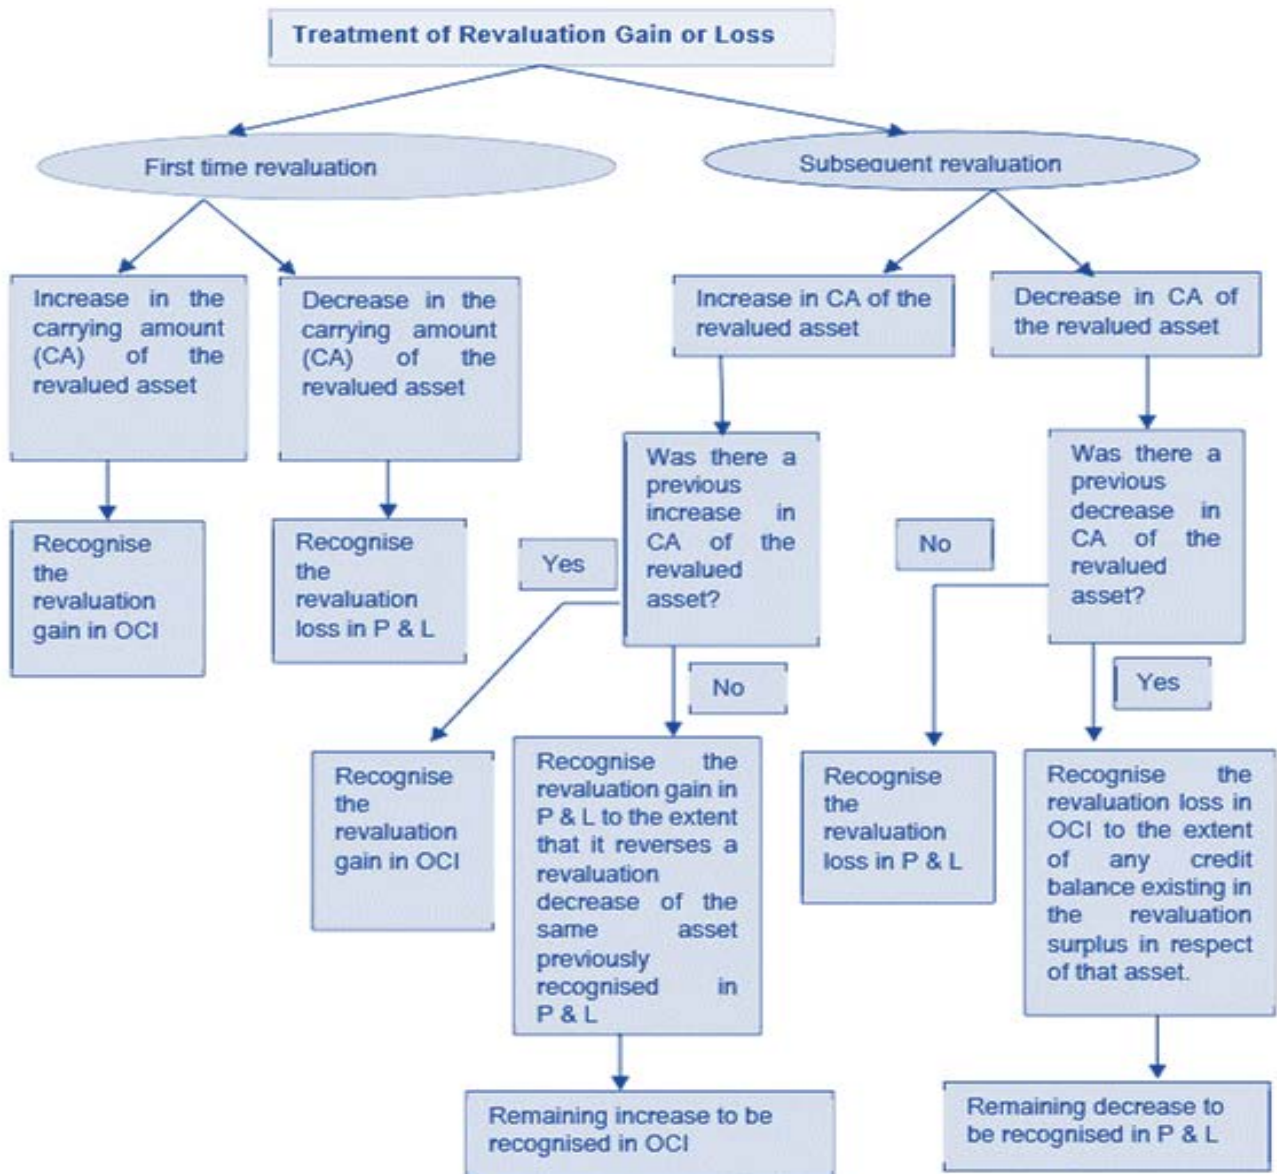 Treatment of Revaluation Gain or Loss
First time revaluation
Subsequent revaluation
Increase in the
carrying amount
(CA) of the
revalued asset
Decrease in the
carrying amount
(CA) of the
revalued asset
Increase in CA of the
revalued asset
Decrease in CA of
the revalued asset
Recognise
the
revaluation
gain in OCI
Recognise
the
revaluation
loss in P & L
Was there a
previous
increase in
CA of the
revalued
asset?
Was there a
previous
decrease in
CA of the
revalued
asset?
Yes
No
No
Yes
Recognise
the
revaluation
gain in OCI
Recognise the
revaluation gain in
P & L to the extent
that it reverses a
revaluation
decrease of the
same asset
previously
recognised in
P & L
Recognise
the
revaluation
loss in P & L
Recognise the
revaluation loss in
OCI to the extent
of any credit
balance existing in
the revaluation
surplus in respect
of that asset.
Remaining increase to be
recognised in OCI
Remaining decrease to
be recognised in P & L